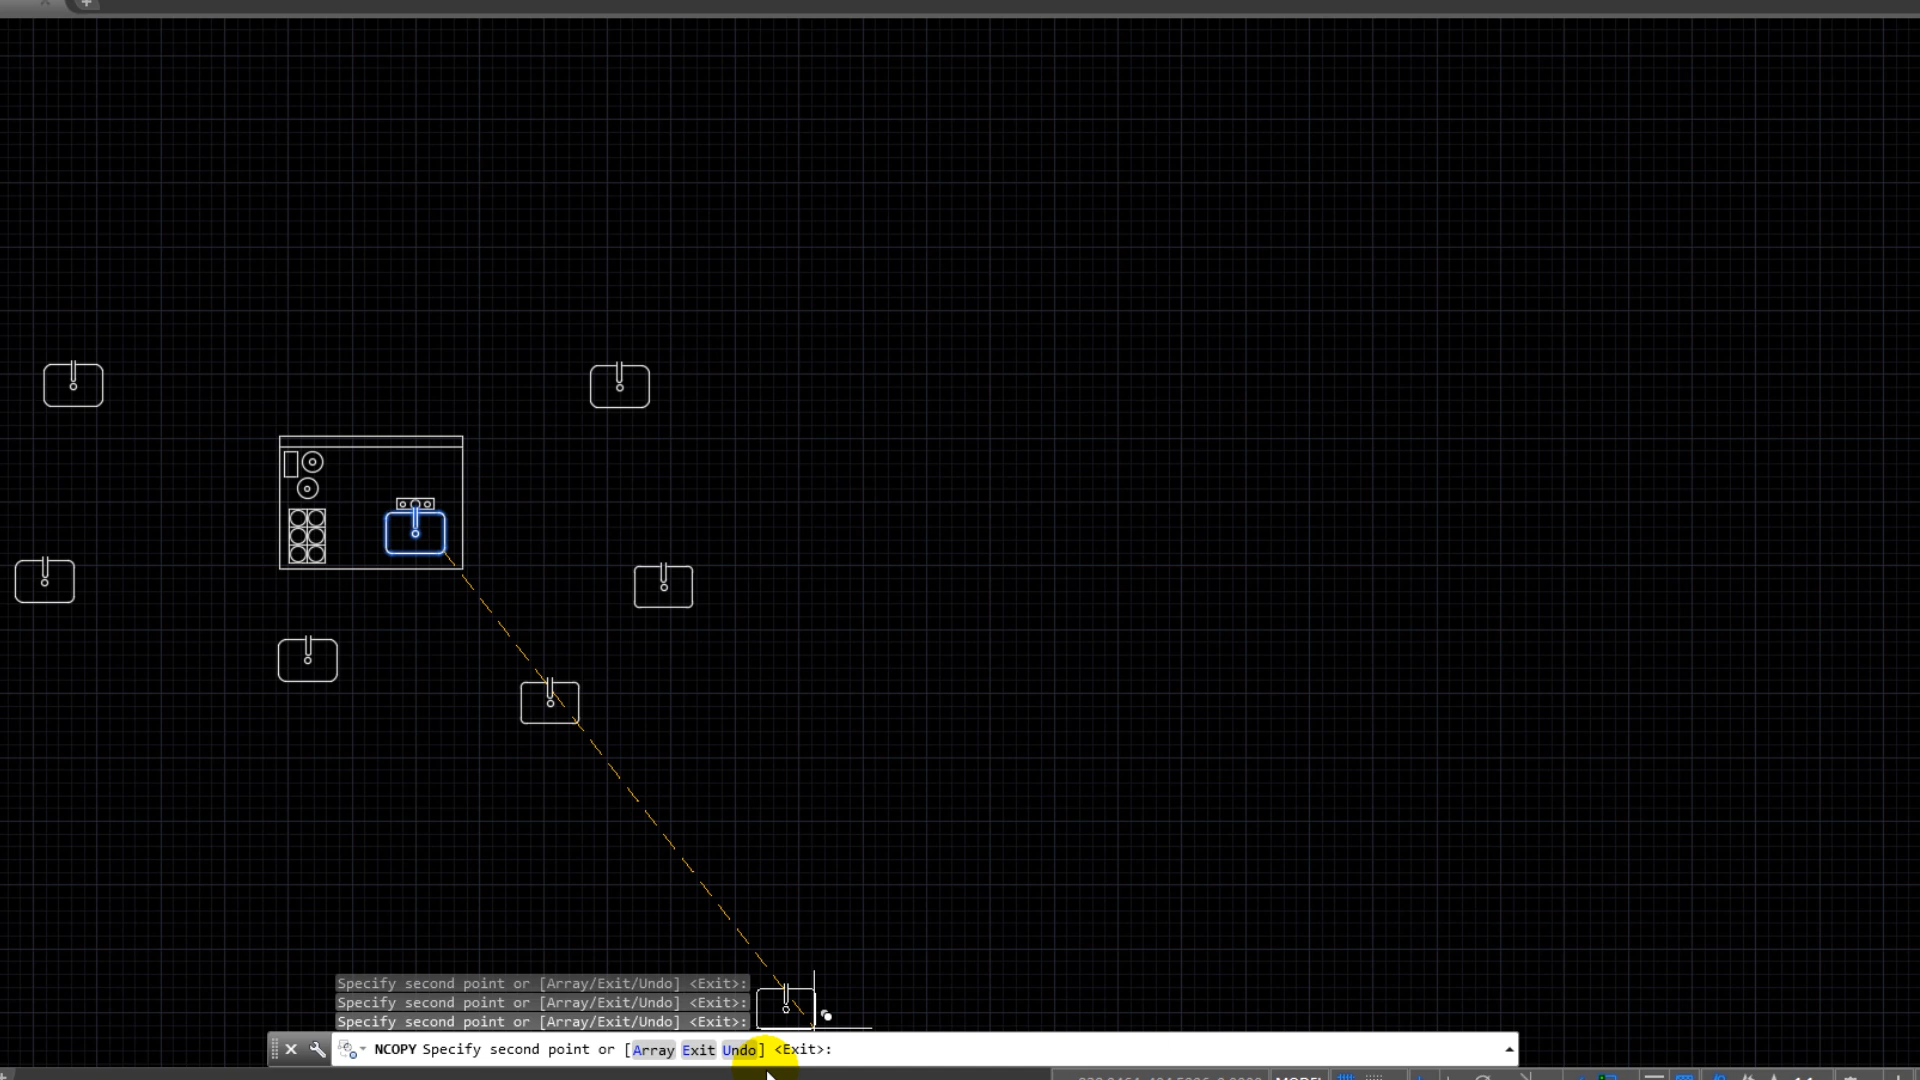 Specify second point or [Array/Exit/Undo] <Exit>:
Specify second point or [Array/Exit/Undo] <Exit>:
Specify second point or [Array/Exit/Undo] <Exit>:
NCOPY Specify second point or [Array Exit Undo] <Exit>:
MODEL